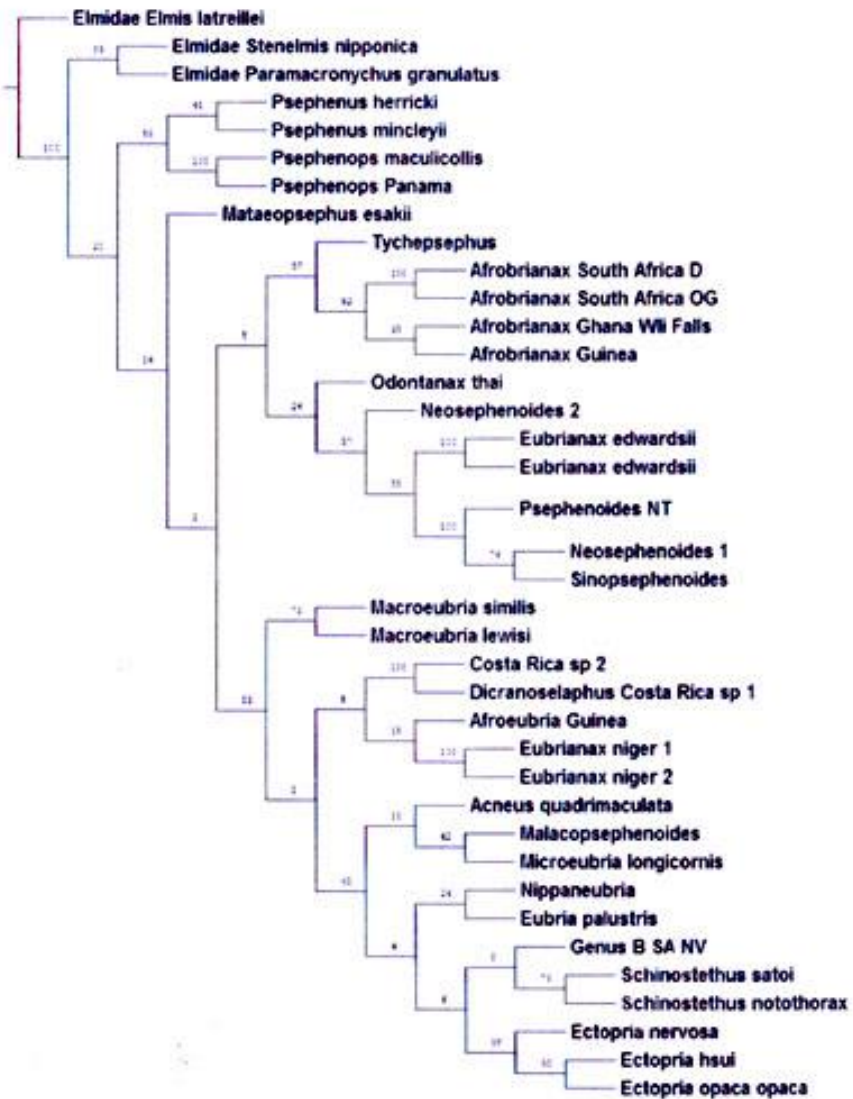 Elmidae Elmis latreillei
Elmidae Stenelmis nipponica
Elmidae Paramacronychus granulatus
Psephenus herricki
Psephenus mincleyii
Psephenops maculicollis
Psephenops Panama
Mataeopsephus esakii
Tychepsephus
Afrobrianax South Africa D
Afrobrianax South Africa OG
Afrobrianax Ghana Wli Falls
Afrobrianax Guinea
Odontanax thai
Neosephenoides 2
Eubrianax edwardsii
Eubrianax edwardsii
Psephenoides NT
Neosephenoides 1
Sinopsephenoides
Macroeubria similis
Macroeubria lewisi
Costa Rica sp 2
Dicranoselaphus Costa Rica sp 1
Afroeubria Guinea
Eubrianax niger 1
Eubrianax niger 2
Acneus quadrimaculata
Malacopsephenoides
Microeubria longicornis
Nippaneubria
Eubria palustris
Genus B SA NV
Schinostethus satoi
Schinostethus notothorax
Ectopria nervosa
Ectopria hsui
Ectopria opaca opaca